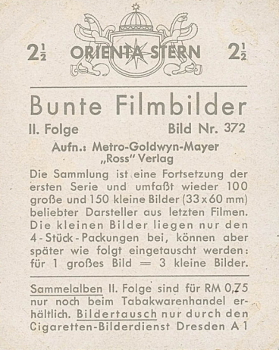 2½ ORIENTA STERN 2½
Bunte Filmbilder
II. Folge Bild Nr. 372
Aufn.: Metro-Goldwyn-Mayer
„Ross" Verlag
Die Sammlung ist eine Fortsetzung der
ersten Serie und umfaßt wieder 100
große und 150 kleine Bilder (33 x 60 mm)
beliebter Darsteller aus letzten Filmen.
Die kleinen Bilder liegen nur den
4-Stück-Packungen bei, können aber
später wie folgt eingetauscht werden:
für 1 großes Bild = 3 kleine Bilder.
Sammelalben II. Folge sind für RM 0,75
nur noch beim Tabakwarenhandel er-
hältlich. Bildertausch nur durch den
Cigaretten-Bilderdienst Dresden A 1